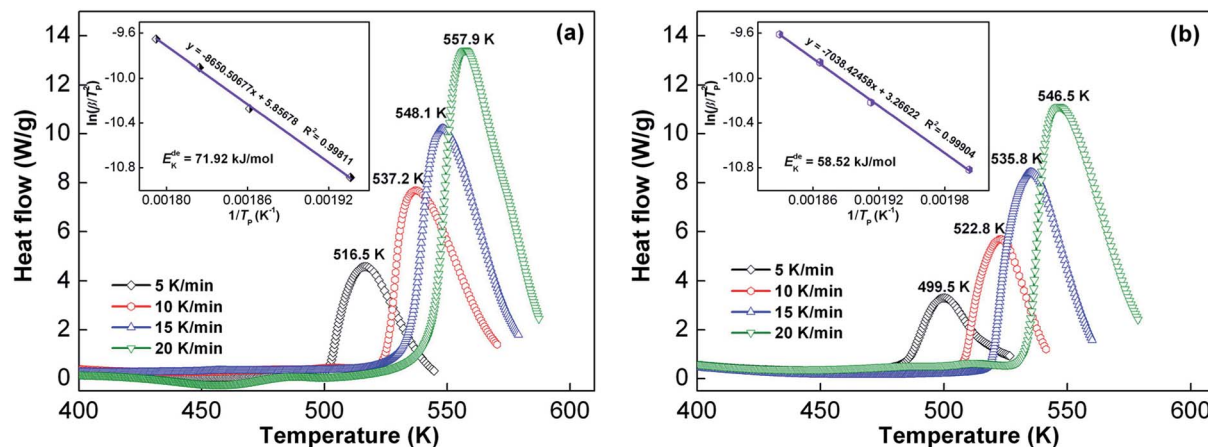 (a)
557.9 K
548.1 K
537.2 K
516.5 K
y = -8650.50677x + 5.85678 R² = 0.99811
E_K^de = 71.92 kJ/mol
ln(β/T_P²)
-9.6
-10.0
-10.4
-10.8
0.00180 0.00186 0.00192
1/T_P (K⁻¹)
5 K/min
10 K/min
15 K/min
20 K/min
Heat flow (W/g)
14
12
10
8
6
4
2
0
400 450 500 550 600
Temperature (K)
(b)
546.5 K
535.8 K
522.8 K
499.5 K
y = -7038.42458x + 3.26622 R² = 0.99904
E_K^de = 58.52 kJ/mol
ln(β/T_P²)
-9.6
-10.0
-10.4
-10.8
0.00186 0.00192 0.00198
1/T_P (K⁻¹)
5 K/min
10 K/min
15 K/min
20 K/min
Heat flow (W/g)
14
12
10
8
6
4
2
0
400 450 500 550 600
Temperature (K)